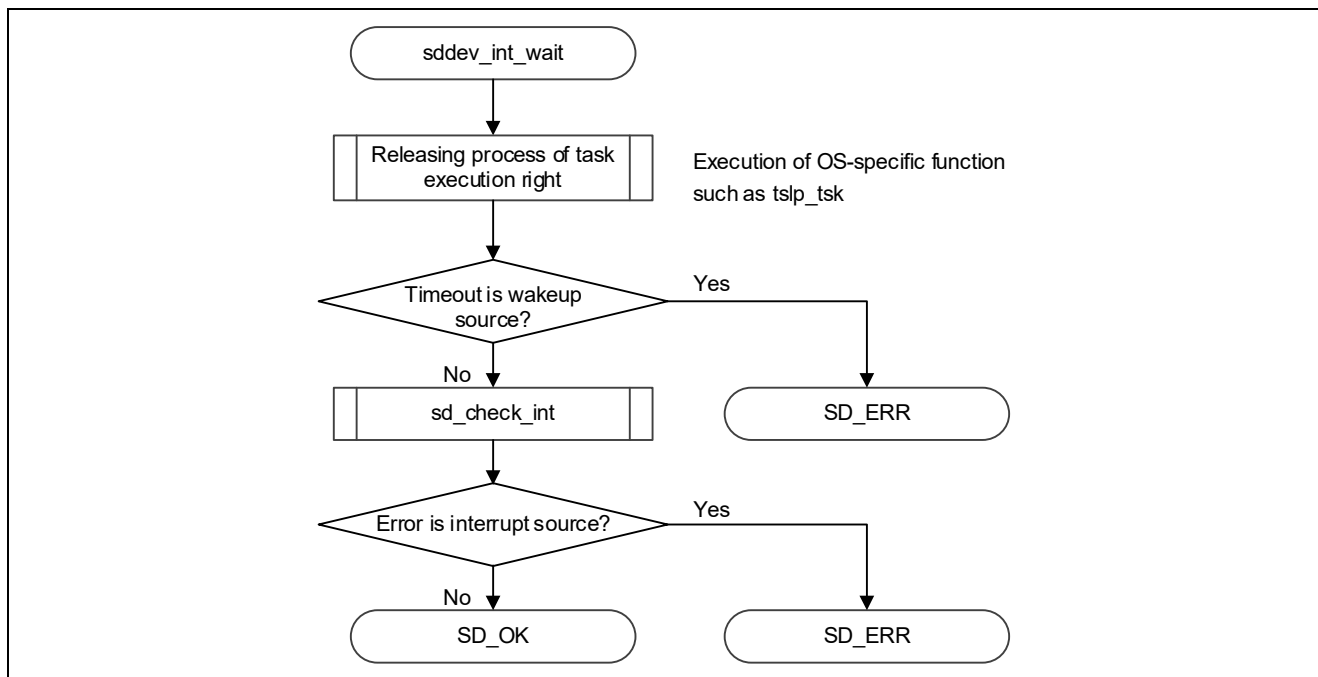 sddev_int_wait
Releasing process of task
execution right
Execution of OS-specific function
such as tslp_tsk
Timeout is wakeup
source?
Yes
No
sd_check_int
SD_ERR
Error is interrupt source?
Yes
No
SD_OK
SD_ERR